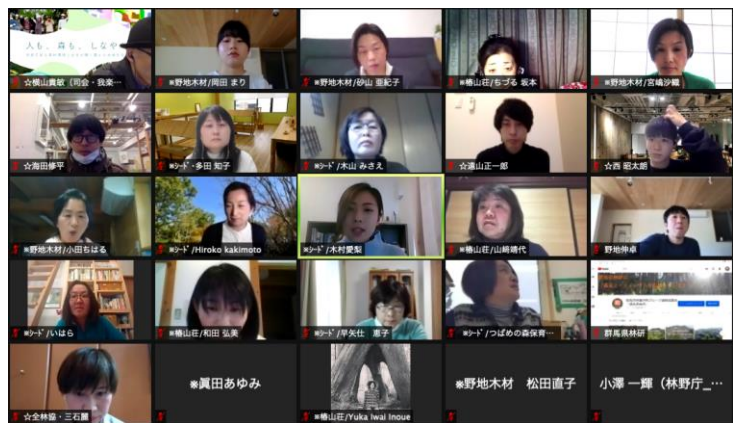 人も、森も、しなや
☆横山貴敏(司会・我楽…
※野地木材/岡田 まり
※野地木材/砂山 亜紀子
※椿山荘/ちづる 坂本
※野地木材/宮嶋沙織
☆海田修平
※シード・多田 知子
※シード/木山 みさえ
☆遠山正一郎
☆西 昭太朗
※野地木材/小田ちはる
※シード/Hiroko kakimoto
※シード/木村愛梨
※椿山荘/山﨑靖代
野地伸卓
※シード/いはら
※椿山荘/和田 弘美
※シード/早矢仕 恵子
※シード/つばめの森保育…
群馬県林研
☆全林協・三石麗
※眞田あゆみ
※椿山荘/Yuka Iwai Inoue
※野地木材 松田直子
小澤 一輝(林野庁_…